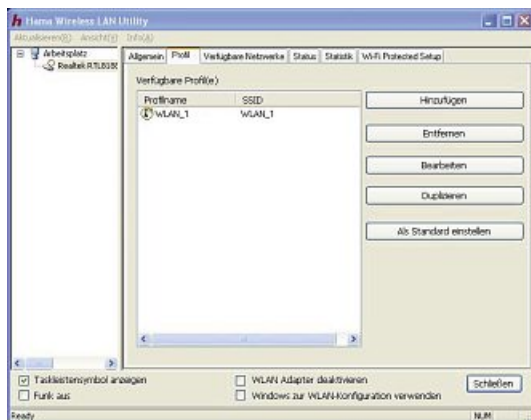 Hama Wireless LAN Utility
Aktualisieren(R) Ansicht(V) Info(A)
Arbeitsplatz
Realtek RTL818
Allgemein Profil Verfügbare Netzwerke Status Statistik Wi-Fi Protected Setup
Verfügbare Profil(e)
Profilname SSID
WLAN_1 WLAN_1
Hinzufügen
Entfernen
Bearbeiten
Duplizieren
Als Standard einstellen
Taskleistensymbol anzeigen
Funk aus
WLAN Adapter deaktivieren
Windows zur WLAN-Konfiguration verwenden
Schließen
Ready NUM